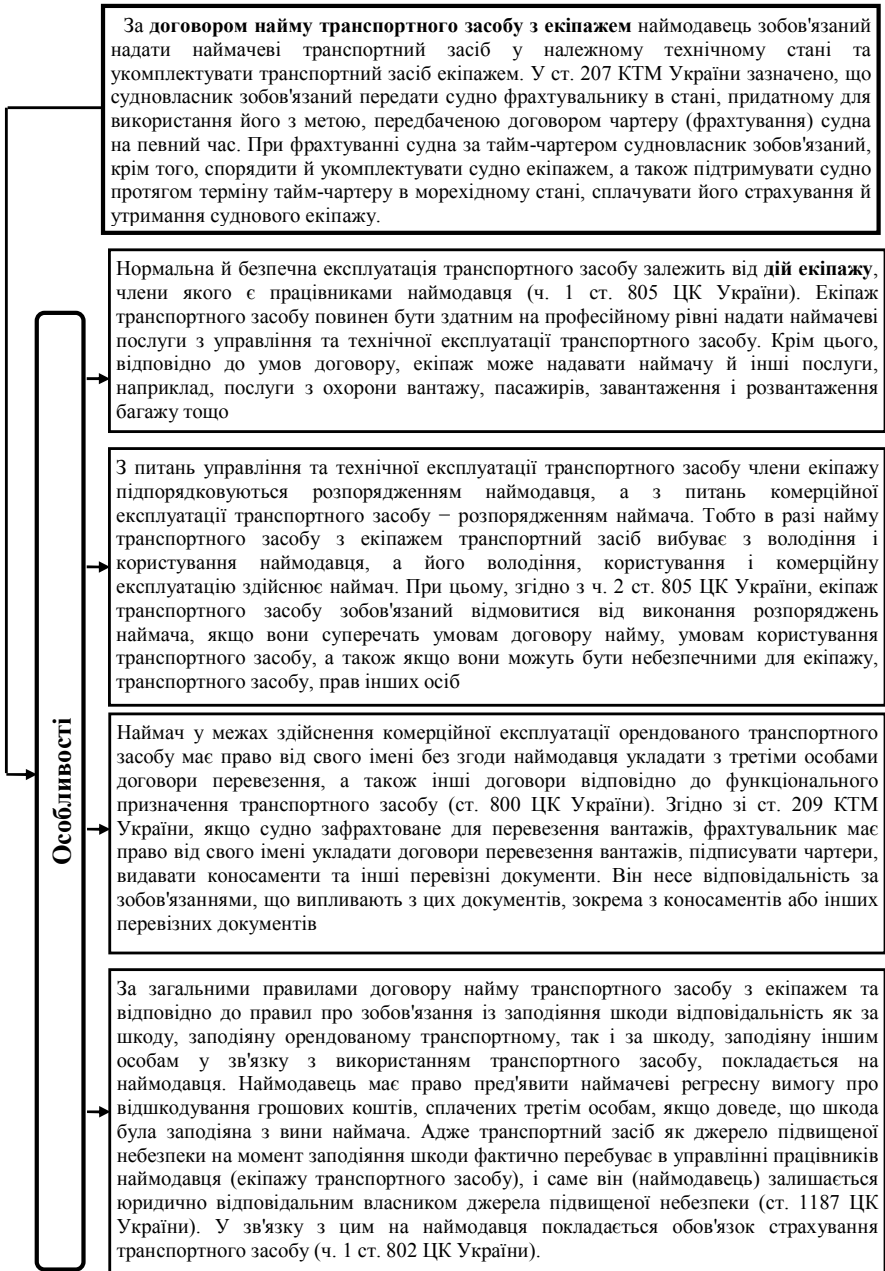 За договором найму транспортного засобу з екіпажем наймодавець зобов'язаний
надати наймачеві транспортний засіб у належному технічному стані та
укомплектувати транспортний засіб екіпажем. У ст. 207 КТМ України зазначено, що
судновласник зобов'язаний передати судно фрахтувальнику в стані, придатному для
використання його з метою, передбаченою договором чартеру (фрахтування) судна
на певний час. При фрахтуванні судна за тайм-чартером судновласник зобов'язаний,
крім того, спорядити й укомплектувати судно екіпажем, а також підтримувати судно
протягом терміну тайм-чартеру в морехідному стані, сплачувати його страхування й
утримання суднового екіпажу.
Особливості
Нормальна й безпечна експлуатація транспортного засобу залежить від дій екіпажу,
члени якого є працівниками наймодавця (ч. 1 ст. 805 ЦК України). Екіпаж
транспортного засобу повинен бути здатним на професійному рівні надати наймачеві
послуги з управління та технічної експлуатації транспортного засобу. Крім цього,
відповідно до умов договору, екіпаж може надавати наймачу й інші послуги,
наприклад, послуги з охорони вантажу, пасажирів, завантаження і розвантаження
багажу тощо
З питань управління та технічної експлуатації транспортного засобу члени екіпажу
підпорядковуються розпорядженням наймодавця, а з питань комерційної
експлуатації транспортного засобу − розпорядженням наймача. Тобто в разі найму
транспортного засобу з екіпажем транспортний засіб вибуває з володіння і
користування наймодавця, а його володіння, користування і комерційну
експлуатацію здійснює наймач. При цьому, згідно з ч. 2 ст. 805 ЦК України, екіпаж
транспортного засобу зобов'язаний відмовитися від виконання розпоряджень
наймача, якщо вони суперечать умовам договору найму, умовам користування
транспортного засобу, а також якщо вони можуть бути небезпечними для екіпажу,
транспортного засобу, прав інших осіб
Наймач у межах здійснення комерційної експлуатації орендованого транспортного
засобу має право від свого імені без згоди наймодавця укладати з третіми особами
договори перевезення, а також інші договори відповідно до функціонального
призначення транспортного засобу (ст. 800 ЦК України). Згідно зі ст. 209 КТМ
України, якщо судно зафрахтоване для перевезення вантажів, фрахтувальник має
право від свого імені укладати договори перевезення вантажів, підписувати чартери,
видавати коносаменти та інші перевізні документи. Він несе відповідальність за
зобов'язаннями, що випливають з цих документів, зокрема з коносаментів або інших
перевізних документів
За загальними правилами договору найму транспортного засобу з екіпажем та
відповідно до правил про зобов'язання із заподіяння шкоди відповідальність як за
шкоду, заподіяну орендованому транспортному, так і за шкоду, заподіяну іншим
особам у зв'язку з використанням транспортного засобу, покладається на
наймодавця. Наймодавець має право пред'явити наймачеві регресну вимогу про
відшкодування грошових коштів, сплачених третім особам, якщо доведе, що шкода
була заподіяна з вини наймача. Адже транспортний засіб як джерело підвищеної
небезпеки на момент заподіяння шкоди фактично перебуває в управлінні працівників
наймодавця (екіпажу транспортного засобу), і саме він (наймодавець) залишається
юридично відповідальним власником джерела підвищеної небезпеки (ст. 1187 ЦК
України). У зв'язку з цим на наймодавця покладається обов'язок страхування
транспортного засобу (ч. 1 ст. 802 ЦК України).